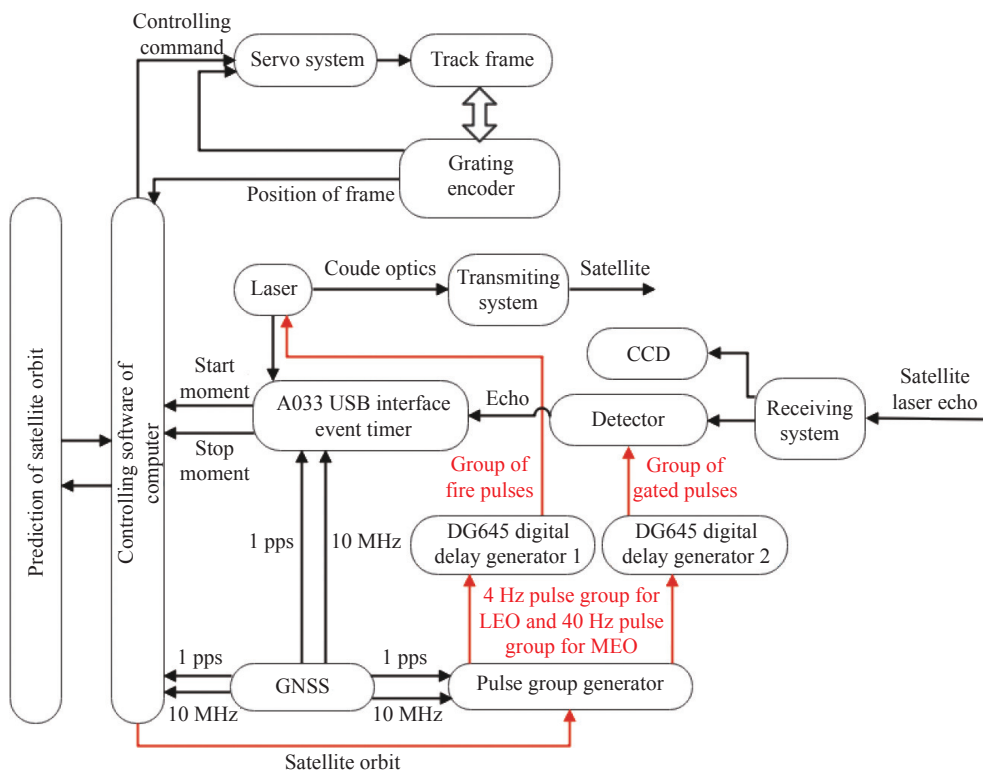 Controlling
command
Servo system
Track frame
Grating
encoder
Position of frame
Prediction of satellite orbit
Controlling software of
computer
Laser
Coude optics
Transmiting
system
Satellite
CCD
Start
moment
A033 USB interface
event timer
Echo
Detector
Receiving
system
Satellite
laser echo
Stop
moment
Group of
fire pulses
Group of
gated pulses
1 pps
10 MHz
DG645 digital
delay generator 1
DG645 digital
delay generator 2
4 Hz pulse group for
LEO and 40 Hz pulse
group for MEO
1 pps
GNSS
1 pps
Pulse group generator
10 MHz
10 MHz
Satellite orbit